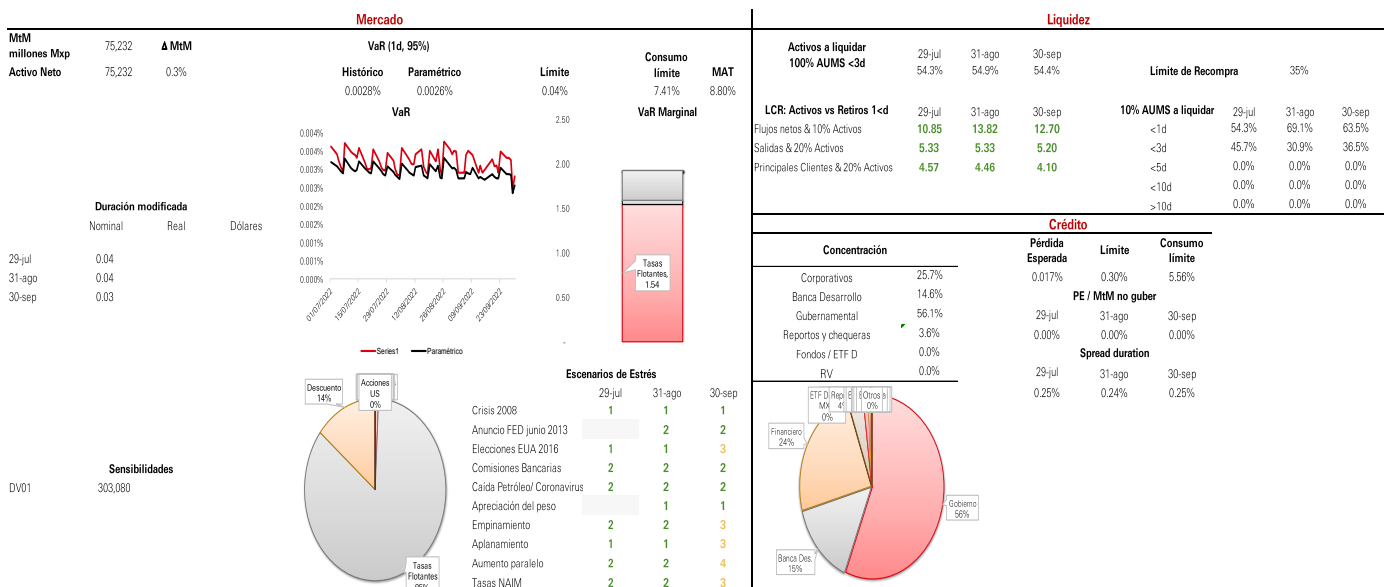 Mercado
MtM
millones Mxp 75,232 Δ MtM
Activo Neto 75,232 0.3%
VaR (1d, 95%)
Histórico Paramétrico Límite Consumo límite MAT
0.0028% 0.0026% 0.04% 7.41% 8.80%
VaR
0.004%
0.004%
0.003%
0.003%
0.002%
0.002%
0.001%
0.001%
0.000%
01/07/2022 15/07/2022 29/07/2022 12/08/2022 26/08/2022 09/09/2022 23/09/2022
Series1 Paramétrico
VaR Marginal
2.50
2.00
1.50
1.00
0.50
-
Tasas
Flotantes,
1.54
Duración modificada
Nominal Real Dólares
29-jul 0.04
31-ago 0.04
30-sep 0.03
Sensibilidades
DV01 303,080
Descuento
14%
Acciones
US
0%
Tasas
Flotantes
Escenarios de Estrés
29-jul 31-ago 30-sep
Crisis 2008 1 1 1
Anuncio FED junio 2013 2 2
Elecciones EUA 2016 1 1 3
Comisiones Bancarias 2 2 2
Caída Petróleo/ Coronavirus 2 2 2
Apreciación del peso 1 1
Empinamiento 2 2 3
Aplanamiento 1 1 3
Aumento paralelo 2 2 4
Tasas NAIM 2 2 3
Liquidez
Activos a liquidar
100% AUMS <3d
29-jul 31-ago 30-sep
54.3% 54.9% 54.4%
Límite de Recompra 35%
LCR: Activos vs Retiros 1<d 29-jul 31-ago 30-sep
Flujos netos & 10% Activos 10.85 13.82 12.70
Salidas & 20% Activos 5.33 5.33 5.20
Principales Clientes & 20% Activos 4.57 4.46 4.10
10% AUMS a liquidar 29-jul 31-ago 30-sep
<1d 54.3% 69.1% 63.5%
<3d 45.7% 30.9% 36.5%
<5d 0.0% 0.0% 0.0%
<10d 0.0% 0.0% 0.0%
>10d 0.0% 0.0% 0.0%
Crédito
Concentración
Corporativos 25.7%
Banca Desarrollo 14.6%
Gubernamental 56.1%
Reportos y chequeras 3.6%
Fondos / ETF D 0.0%
RV 0.0%
Pérdida Esperada Límite Consumo límite
0.017% 0.30% 5.56%
PE / MtM no guber
29-jul 31-ago 30-sep
0.00% 0.00% 0.00%
Spread duration
29-jul 31-ago 30-sep
0.25% 0.24% 0.25%
Otros
0%
Financiero
24%
Banca Des.
15%
Gobierno
56%